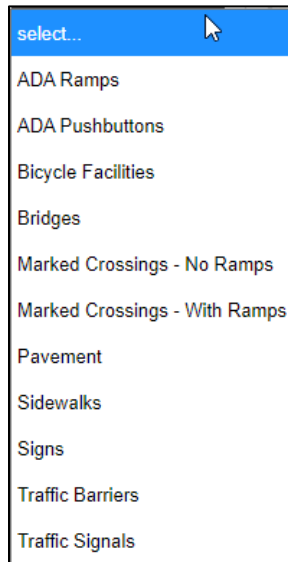 select...
ADA Ramps
ADA Pushbuttons
Bicycle Facilities
Bridges
Marked Crossings - No Ramps
Marked Crossings - With Ramps
Pavement
Sidewalks
Signs
Traffic Barriers
Traffic Signals